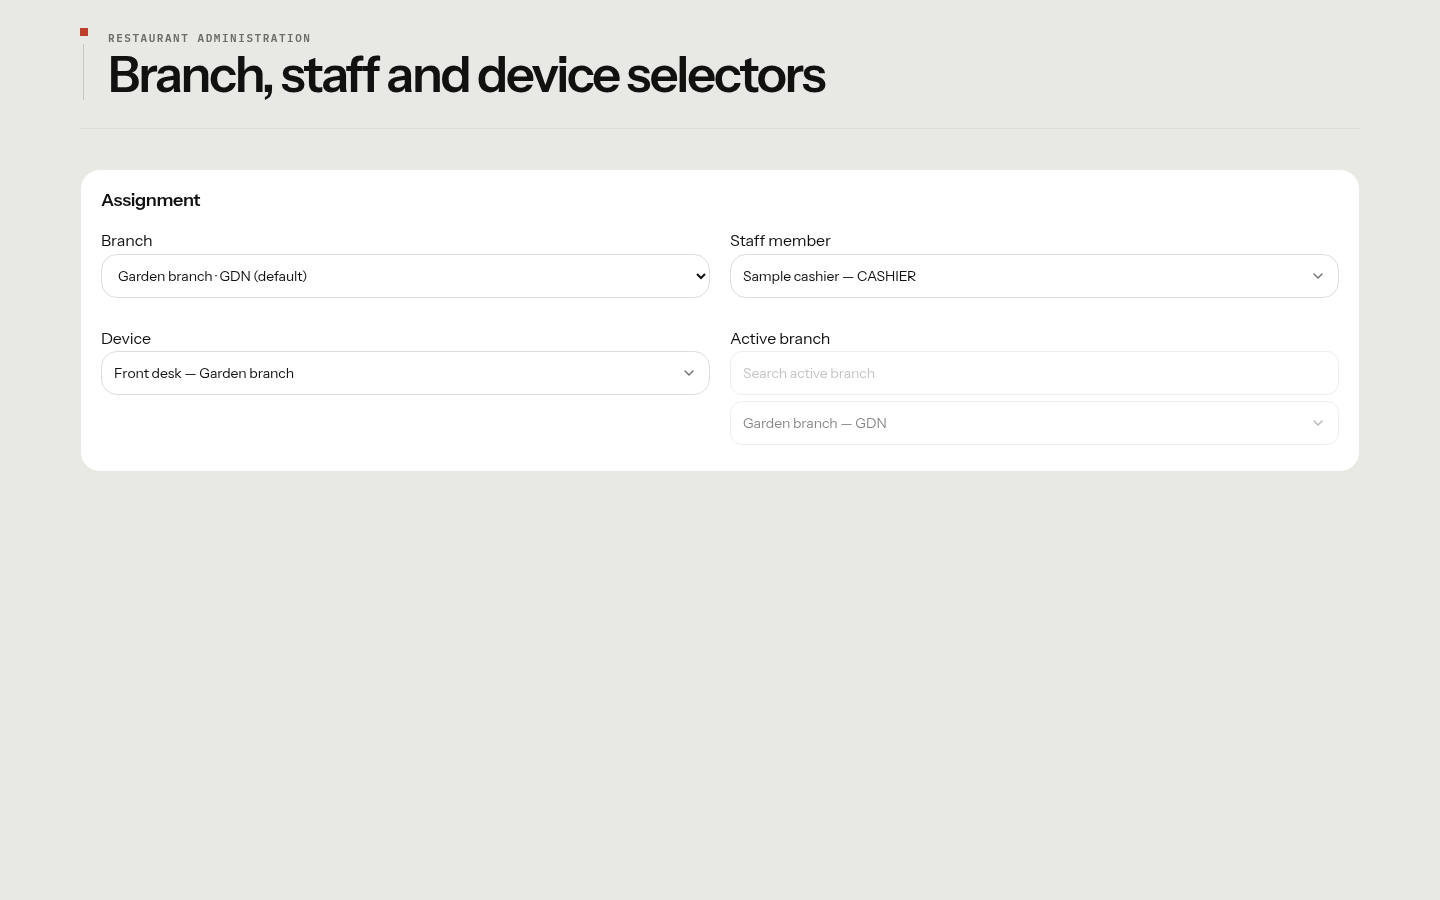 RESTAURANT ADMINISTRATION
Branch, staff and device selectors
Assignment
Branch
Garden branch · GDN (default)
Staff member
Sample cashier — CASHIER
Device
Front desk — Garden branch
Active branch
Search active branch
Garden branch — GDN